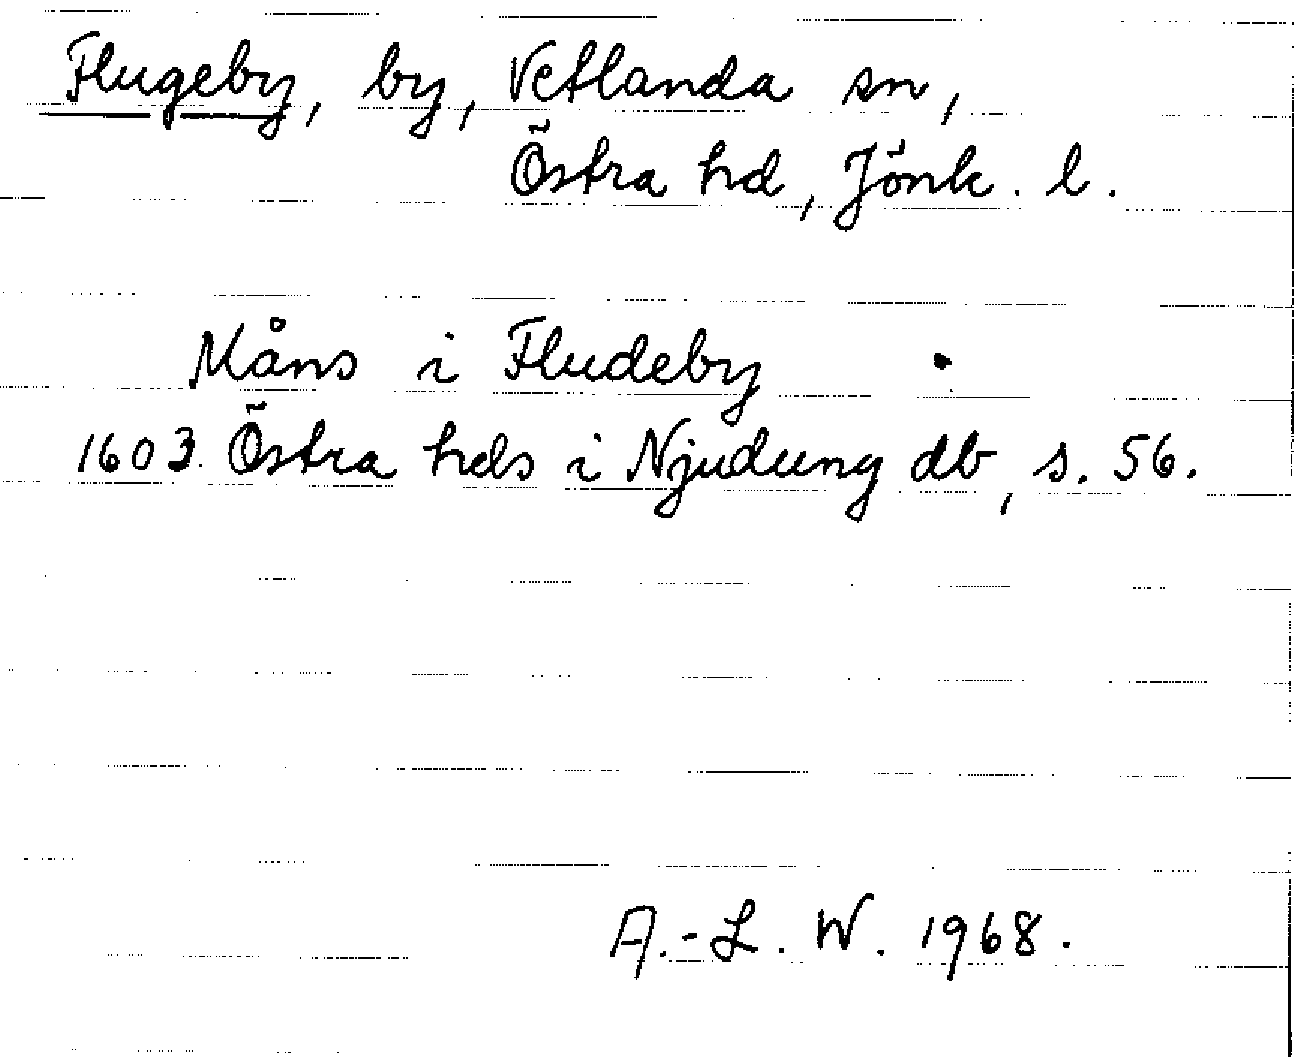 Flugeby, by, Vetlanda sn,
Östra hd, Jönk. l.
Måns i Fludeby
1603. Östra hds i Njudung db, s. 56.
A.-L. W. 1968.